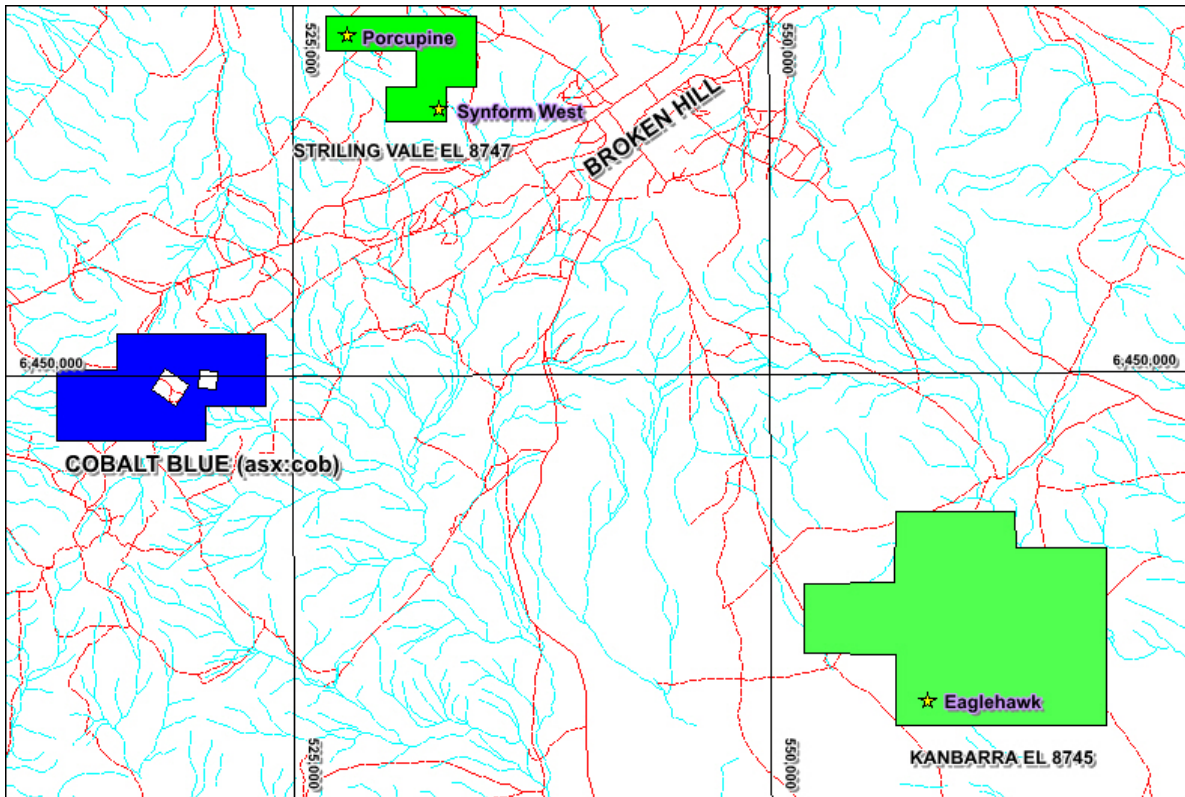 525,000
550,000
Porcupine
Synform West
BROKEN HILL
STRILING VALE EL 8747
6,450,000
6,450,000
COBALT BLUE (asx:cob)
Eaglehawk
525,000
550,000
KANBARRA EL 8745